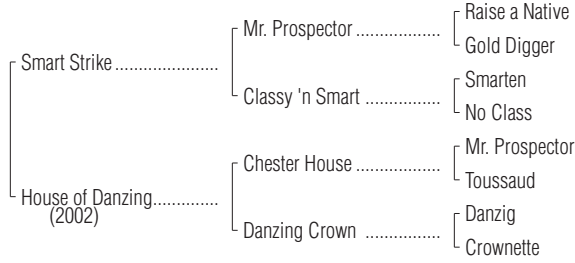 Raise a Native
Mr. Prospector ..................
Gold Digger
Smart Strike ......................
Smarten
Classy 'n Smart ................
No Class
Mr. Prospector
Chester House ..................
Toussaud
House of Danzing..............
(2002)
Danzig
Danzing Crown ................
Crownette